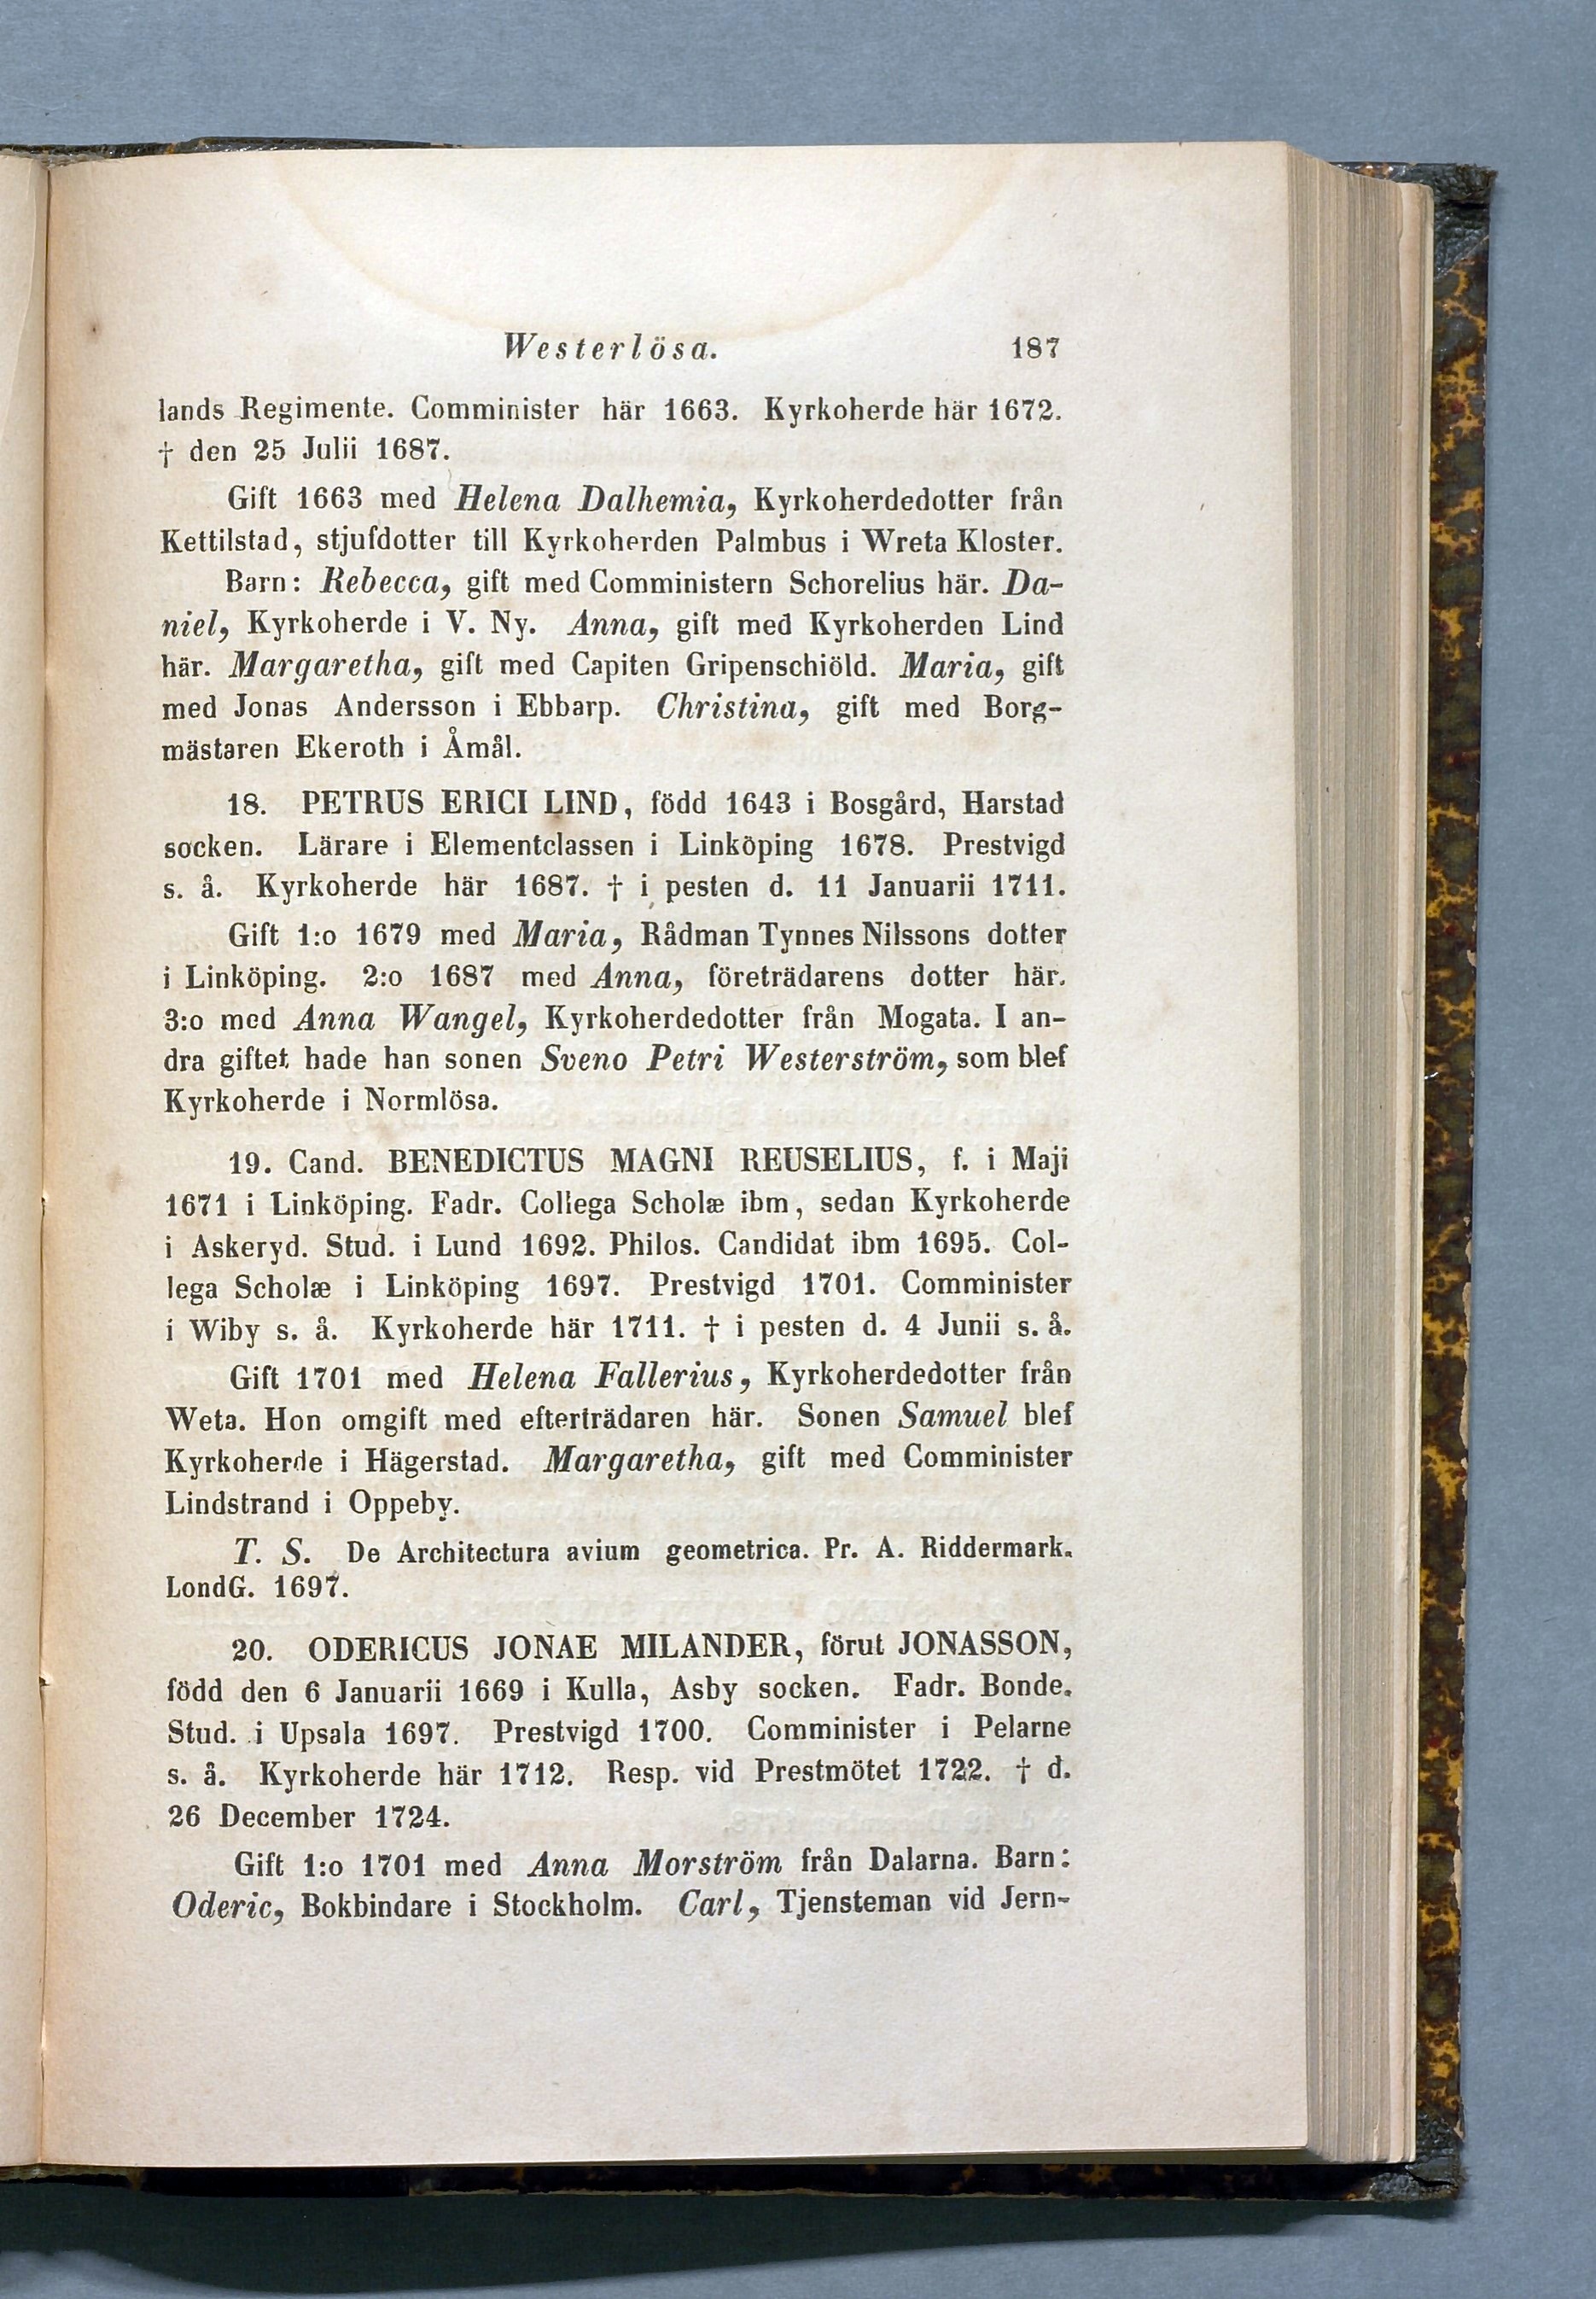 Westerlösa. 187
lands Regimente. Comminister här 1663. Kyrkoherde här 1672.
† den 25 Julii 1687.
Gift 1663 med Helena Dalhemia, Kyrkoherdedotter från
Kettilstad, stjufdotter till Kyrkoherden Palmbus i Wreta Kloster.
Barn: Rebecca, gift med Comministern Schorelius här. Da-
niel, Kyrkoherde i V. Ny. Anna, gift med Kyrkoherden Lind
här. Margaretha, gift med Capiten Gripenschiöld. Maria, gift
med Jonas Andersson i Ebbarp. Christina, gift med Borg-
mästaren Ekeroth i Åmål.
18. PETRUS ERICI LIND, född 1643 i Bosgård, Harstad
socken. Lärare i Elementclassen i Linköping 1678. Prestvigd
s. å. Kyrkoherde här 1687. † i pesten d. 11 Januarii 1711.
Gift 1:o 1679 med Maria, Rådman Tynnes Nilssons dotter
i Linköping. 2:o 1687 med Anna, företrädarens dotter här.
3:o med Anna Wangel, Kyrkoherdedotter från Mogata. I an-
dra giftet hade han sonen Sveno Petri Westerström, som blef
Kyrkoherde i Normlösa.
19. Cand. BENEDICTUS MAGNI REUSELIUS, f. i Maji
1671 i Linköping. Fadr. Collega Scholæ ibm, sedan Kyrkoherde
i Askeryd. Stud. i Lund 1692. Philos. Candidat ibm 1695. Col-
lega Scholæ i Linköping 1697. Prestvigd 1701. Comminister
i Wiby s. å. Kyrkoherde här 1711. † i pesten d. 4 Junii s. å.
Gift 1701 med Helena Fallerius, Kyrkoherdedotter från
Weta. Hon omgift med efterträdaren här. Sonen Samuel blef
Kyrkoherde i Hägerstad. Margaretha, gift med Comminister
Lindstrand i Oppeby.
T. S. De Architectura avium geometrica. Pr. A. Riddermark.
LondG. 1697.
20. ODERICUS JONAE MILANDER, förut JONASSON,
född den 6 Januarii 1669 i Kulla, Asby socken. Fadr. Bonde.
Stud. i Upsala 1697. Prestvigd 1700. Comminister i Pelarne
s. å. Kyrkoherde här 1712. Resp. vid Prestmötet 1722. † d.
26 December 1724.
Gift 1:o 1701 med Anna Morström från Dalarna. Barn:
Oderic, Bokbindare i Stockholm. Carl, Tjensteman vid Jern-